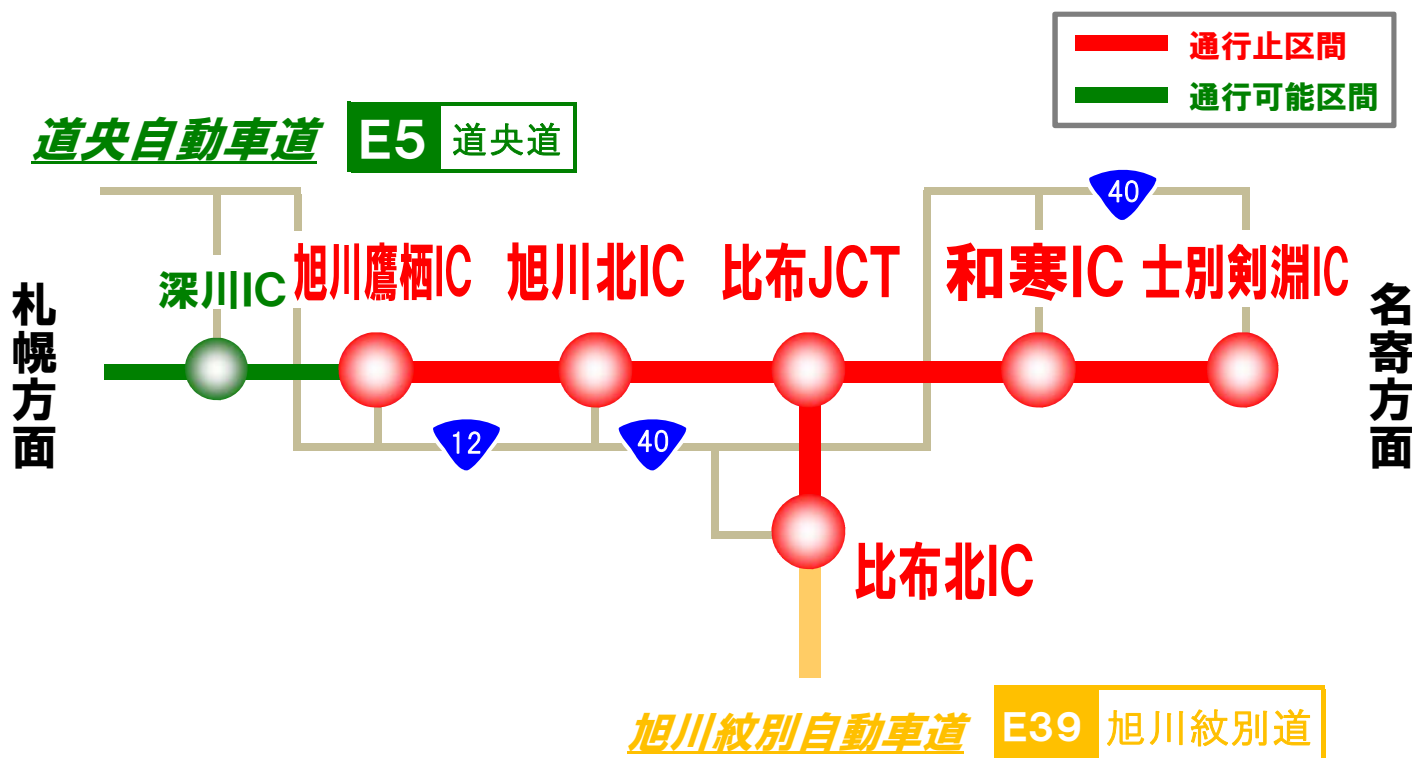 通行止区間
通行可能区間
道央自動車道
E5 道央道
40
旭川鷹栖IC
旭川北IC
比布JCT
和寒IC
士別剣淵IC
深川IC
札幌方面
名寄方面
12
40
比布北IC
旭川紋別自動車道
E39 旭川紋別道